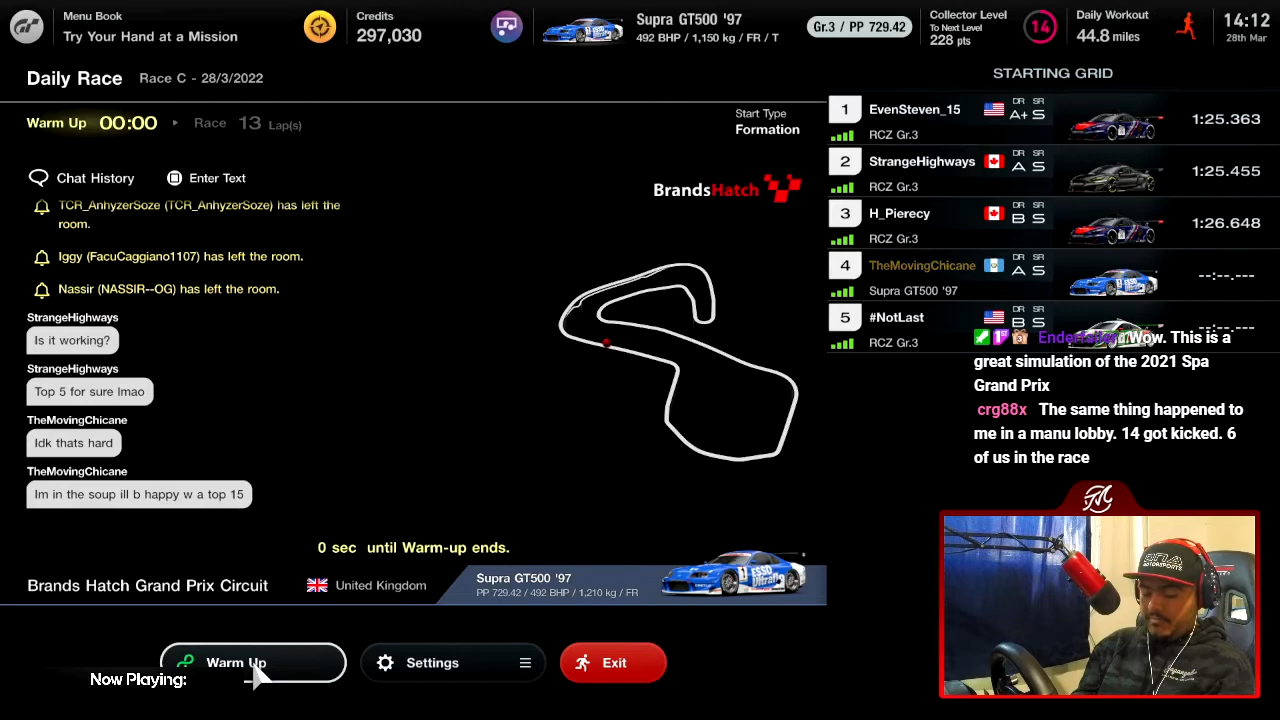 Menu Book
Try Your Hand at a Mission
Credits
297,030
Supra GT500 '97
492 BHP / 1,150 kg / FR / T
Gr.3 / PP 729.42
Collector Level
To Next Level
228 pts
14
Daily Workout
44.8 miles
14:12
28th Mar
Daily Race
Race C - 28/3/2022
STARTING GRID
Warm Up 00:00 Race 13 Lap(s)
Start Type
Formation
Chat History
Enter Text
BrandsHatch
TCR_AnhyzerSoze (TCR_AnhyzerSoze) has left the
room.
Iggy (FacuCaggiano1107) has left the room.
Nassir (NASSIR--OG) has left the room.
StrangeHighways
Is it working?
StrangeHighways
Top 5 for sure lmao
TheMovingChicane
Idk thats hard
TheMovingChicane
Im in the soup ill b happy w a top 15
1 EvenSteven_15 DR A+ SR S 1:25.363
RCZ Gr.3
2 StrangeHighways DR A SR S 1:25.455
RCZ Gr.3
3 H_Pierecy DR B SR S 1:26.648
RCZ Gr.3
4 TheMovingChicane DR A SR S --:--.---
Supra GT500 '97
5 #NotLast DR B SR S --:--.---
RCZ Gr.3
Wow. This is a
great simulation of the 2021 Spa
Grand Prix
crg88x The same thing happened to
me in a manu lobby. 14 got kicked. 6
of us in the race
0 sec until Warm-up ends.
Brands Hatch Grand Prix Circuit
United Kingdom
Supra GT500 '97
PP 729.42 / 492 BHP / 1,210 kg / FR
ESSO
Warm Up
Settings
Exit
Now Playing: